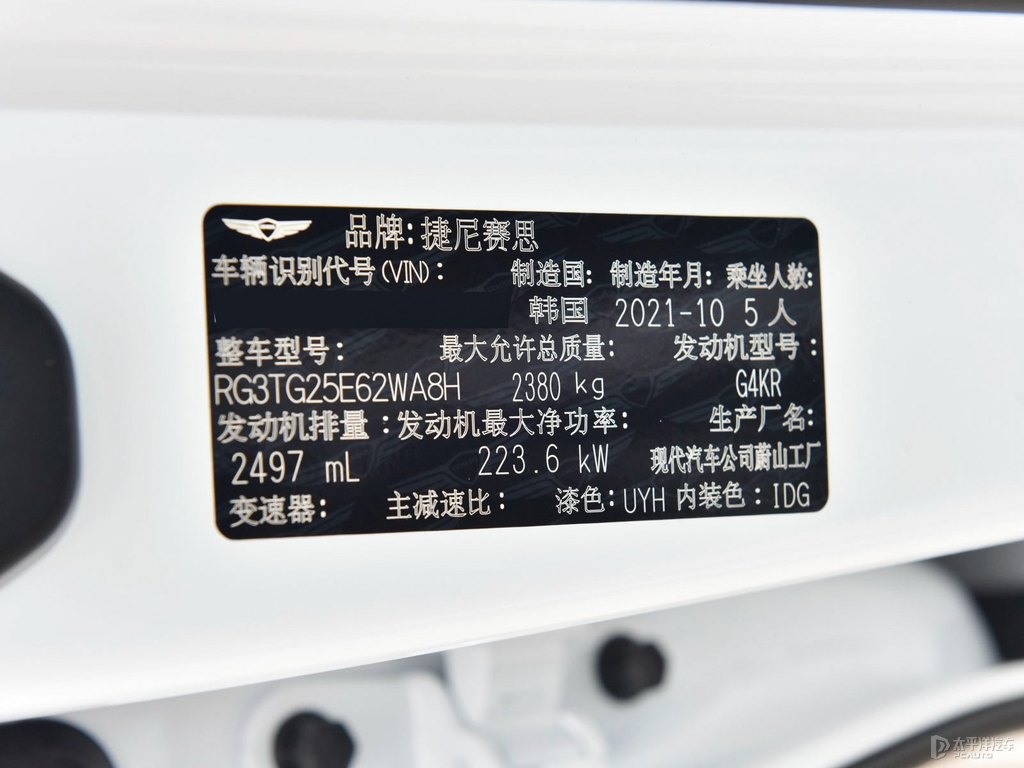 品牌:捷尼赛思
车辆识别代号(VIN): 制造国: 制造年月: 乘坐人数:
韩国 2021-10 5人
整车型号: 最大允许总质量: 发动机型号:
RG3TG25E62WA8H 2380 kg G4KR
发动机排量:发动机最大净功率: 生产厂名:
2497 mL 223.6 kW 现代汽车公司蔚山工厂
变速器: 主减速比: 漆色:UYH 内装色:IDG
太平洋汽车
PCAUTO